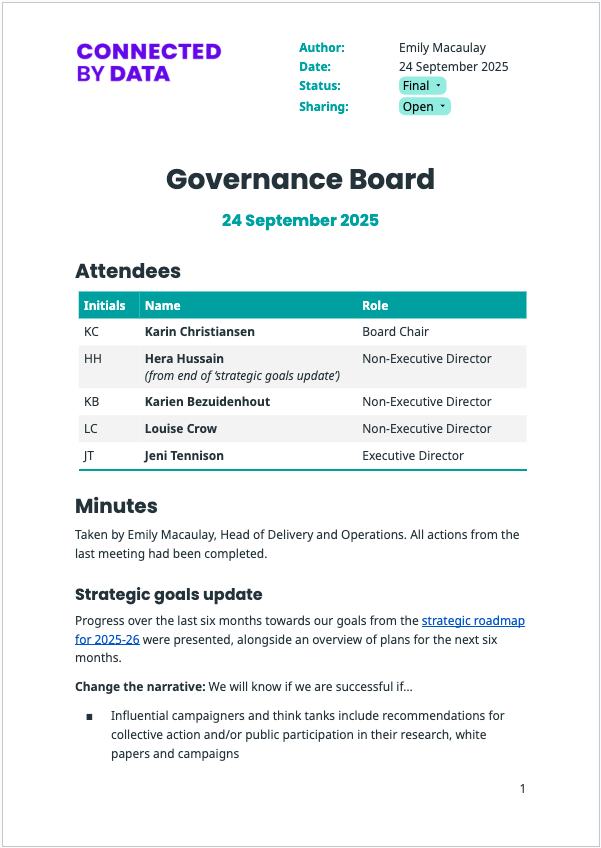 CONNECTED
BY DATA
Author: Emily Macaulay
Date: 24 September 2025
Status: Final
Sharing: Open
Governance Board
24 September 2025
Attendees
Initials Name Role
KC Karin Christiansen Board Chair
HH Hera Hussain Non-Executive Director
(from end of ‘strategic goals update’)
KB Karien Bezuidenhout Non-Executive Director
LC Louise Crow Non-Executive Director
JT Jeni Tennison Executive Director
Minutes
Taken by Emily Macaulay, Head of Delivery and Operations. All actions from the
last meeting had been completed.
Strategic goals update
Progress over the last six months towards our goals from the strategic roadmap
for 2025-26 were presented, alongside an overview of plans for the next six
months.
Change the narrative: We will know if we are successful if…
▪ Influential campaigners and think tanks include recommendations for
collective action and/or public participation in their research, white
papers and campaigns
1